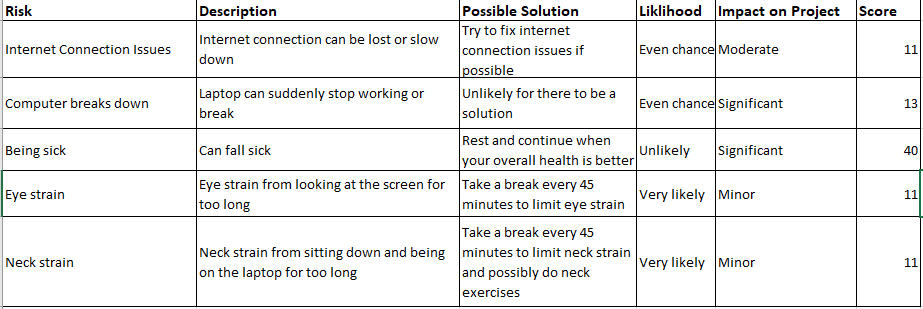 Risk Description Possible Solution Liklihood Impact on Project Score
Internet Connection Issues
Internet connection can be lost or slow
down
Try to fix internet
connection issues if
possible
Even chance Moderate 11
Computer breaks down
Laptop can suddenly stop working or
break
Unlikely for there to be a
solution
Even chance Significant 13
Being sick
Can fall sick
Rest and continue when
your overall health is better
Unlikely Significant 40
Eye strain
Eye strain from looking at the screen for
too long
Take a break every 45
minutes to limit eye strain
Very likely Minor 11
Neck strain
Neck strain from sitting down and being
on the laptop for too long
Take a break every 45
minutes to limit neck strain
and possibly do neck
exercises
Very likely Minor 11